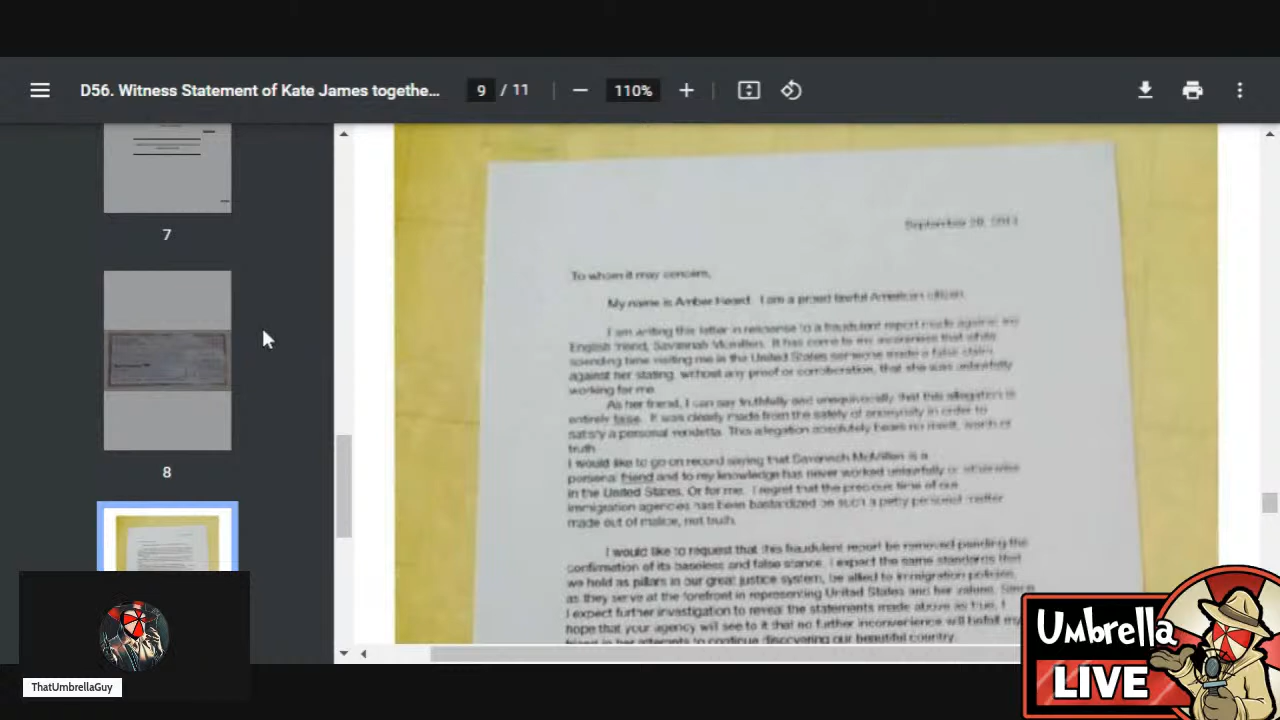 D56. Witness Statement of Kate James togethe...
9 / 11
110%
7
8
September 20,
To whom it may concern,
My name is Amber Heard. I am a proud lawful American citizen.
I am writing this letter in response to a fraudulent report made against my
English friend, Savannah Mcmillen. It has come to my awareness that while
spending time visiting me in the United States someone made a false claim
against her stating, without any proof or corroboration, that she was unlawfully
working for me.
As her friend, I can say truthfully and unequivocally that this allegation is
entirely false. It was clearly made from the safety of anonymity in order to
satisfy a personal vendetta. This allegation absolutely bears no merit, worth or
truth.
I would like to go on record saying that Savannah McMillen is a
personal friend and to my knowledge has never worked unlawfully or otherwise
in the United States. Or for me. I regret that the precious time of our
immigration agencies has been bastardized be such a petty personal matter
made out of malice, not truth.
I would like to request that this fraudulent report be removed pending the
confirmation of its baseless and false stance. I expect the same standards that
we hold as pillars in our great justice system, be allied to immigration policies,
as they serve at the forefront in representing United States and her values. Since
I expect further investigation to reveal the statements made above as true, I
hope that your agency will see to it that no further inconvenience will befall my
friend in her attempts to continue discovering our beautiful country.
ThatUmbrellaGuy
Umbrella
LIVE